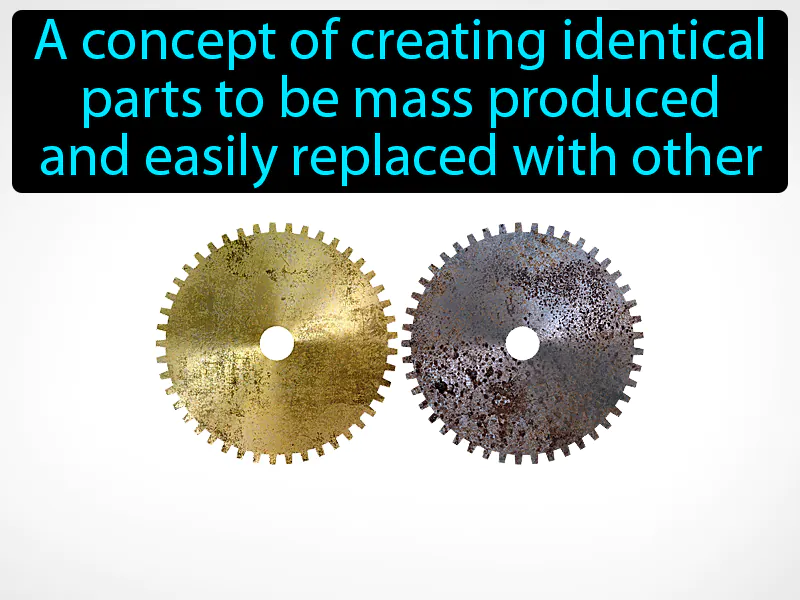 A concept of creating identical
parts to be mass produced
and easily replaced with other